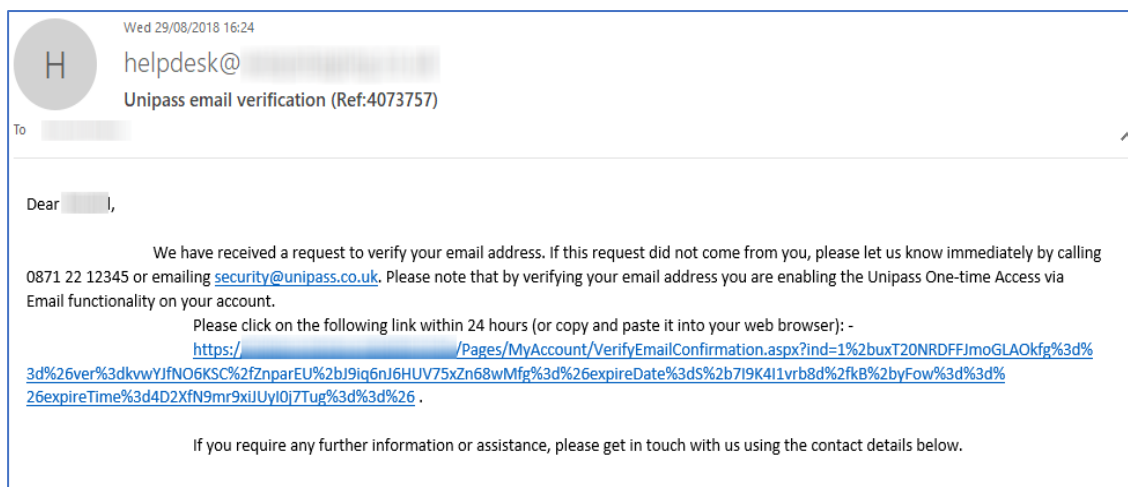 H
Wed 29/08/2018 16:24
helpdesk@
Unipass email verification (Ref:4073757)
To
Dear l,
We have received a request to verify your email address. If this request did not come from you, please let us know immediately by calling
0871 22 12345 or emailing security@unipass.co.uk. Please note that by verifying your email address you are enabling the Unipass One-time Access via
Email functionality on your account.
Please click on the following link within 24 hours (or copy and paste it into your web browser): -
https:/ /Pages/MyAccount/VerifyEmailConfirmation.aspx?ind=1%2buxT20NRDFFJmoGLAOkfg%3d%
3d%26ver%3dkvwYJfNO6KSC%2fZnparEU%2bJ9iq6nJ6HUV75xZn68wMfg%3d%26expireDate%3dS%2b7I9K4I1vrb8d%2fkB%2byFow%3d%3d%
26expireTime%3d4D2XfN9mr9xiJUyI0j7Tug%3d%3d%26 .
If you require any further information or assistance, please get in touch with us using the contact details below.